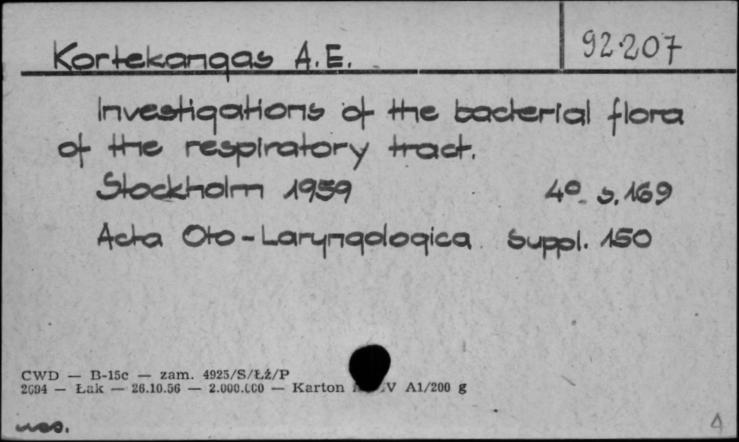 Kortekangas A.E. 92207
Investigations of the bacterial flora
of the respiratory tract.
Stockholm 1959 4° s. 169
Acta Oto-Laryngologica Suppl. 150
CWD — B-15c — zam. 4925/S/Łź/P
2694 — Łak — 26.10.56 — 2.000.000 — Karton V A1/200 g
4